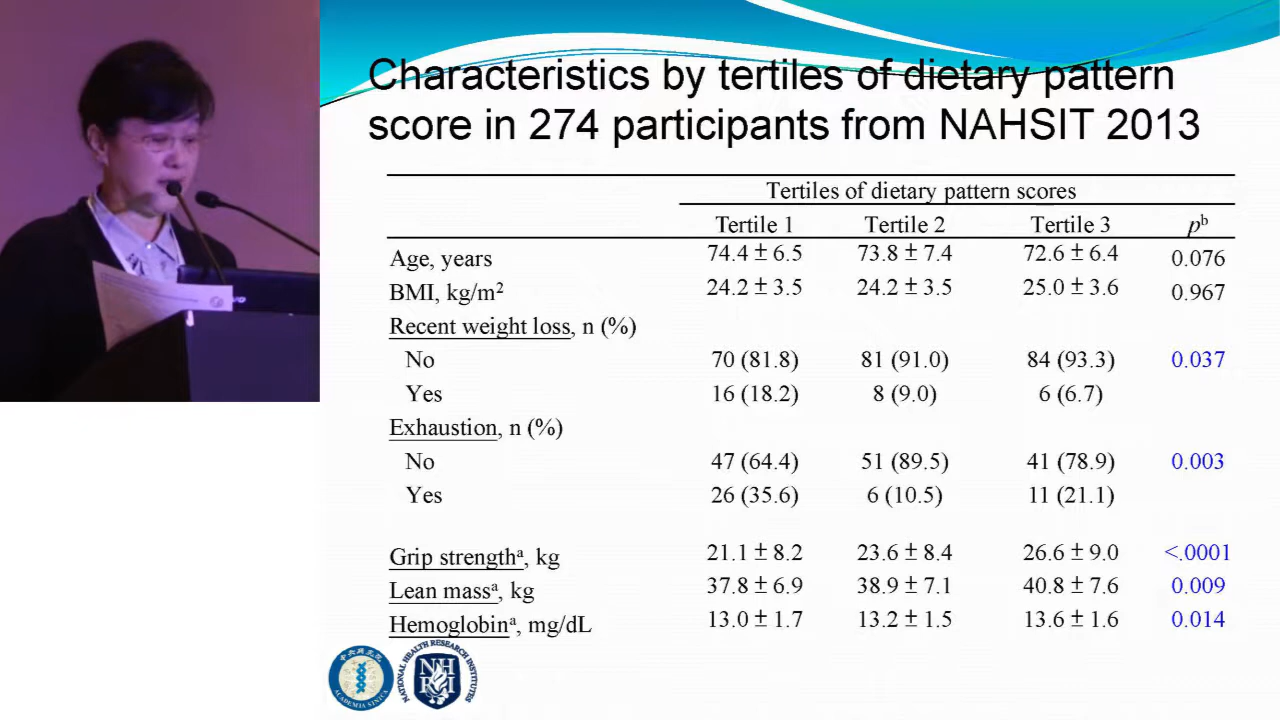 Characteristics by tertiles of dietary pattern
score in 274 participants from NAHSIT 2013
Tertiles of dietary pattern scores
Tertile 1 Tertile 2 Tertile 3 pᵇ
Age, years 74.4 ± 6.5 73.8 ± 7.4 72.6 ± 6.4 0.076
BMI, kg/m² 24.2 ± 3.5 24.2 ± 3.5 25.0 ± 3.6 0.967
Recent weight loss, n (%)
No 70 (81.8) 81 (91.0) 84 (93.3) 0.037
Yes 16 (18.2) 8 (9.0) 6 (6.7)
Exhaustion, n (%)
No 47 (64.4) 51 (89.5) 41 (78.9) 0.003
Yes 26 (35.6) 6 (10.5) 11 (21.1)
Grip strengthᵃ, kg 21.1 ± 8.2 23.6 ± 8.4 26.6 ± 9.0 <.0001
Lean massᵃ, kg 37.8 ± 6.9 38.9 ± 7.1 40.8 ± 7.6 0.009
Hemoglobinᵃ, mg/dL 13.0 ± 1.7 13.2 ± 1.5 13.6 ± 1.6 0.014
ACADEMIA SINICA
NATIONAL HEALTH RESEARCH INSTITUTES
NH
RI